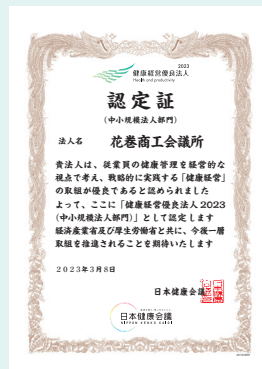 2023
健康経営優良法人
Health and productivity
認定証
(中小規模法人部門)
法人名 花巻商工会議所
貴法人は、従業員の健康管理を経営的な
視点で考え、戦略的に実践する「健康経営」
の取組が優良であると認められました
よって、ここに「健康経営優良法人2023
(中小規模法人部門)」として認定します
経済産業省及び厚生労働省と共に、今後一層
取組を推進されることを期待いたします
2023年3月8日
日本健康会議
日本健康会議
NIPPON KENKO KAIGI